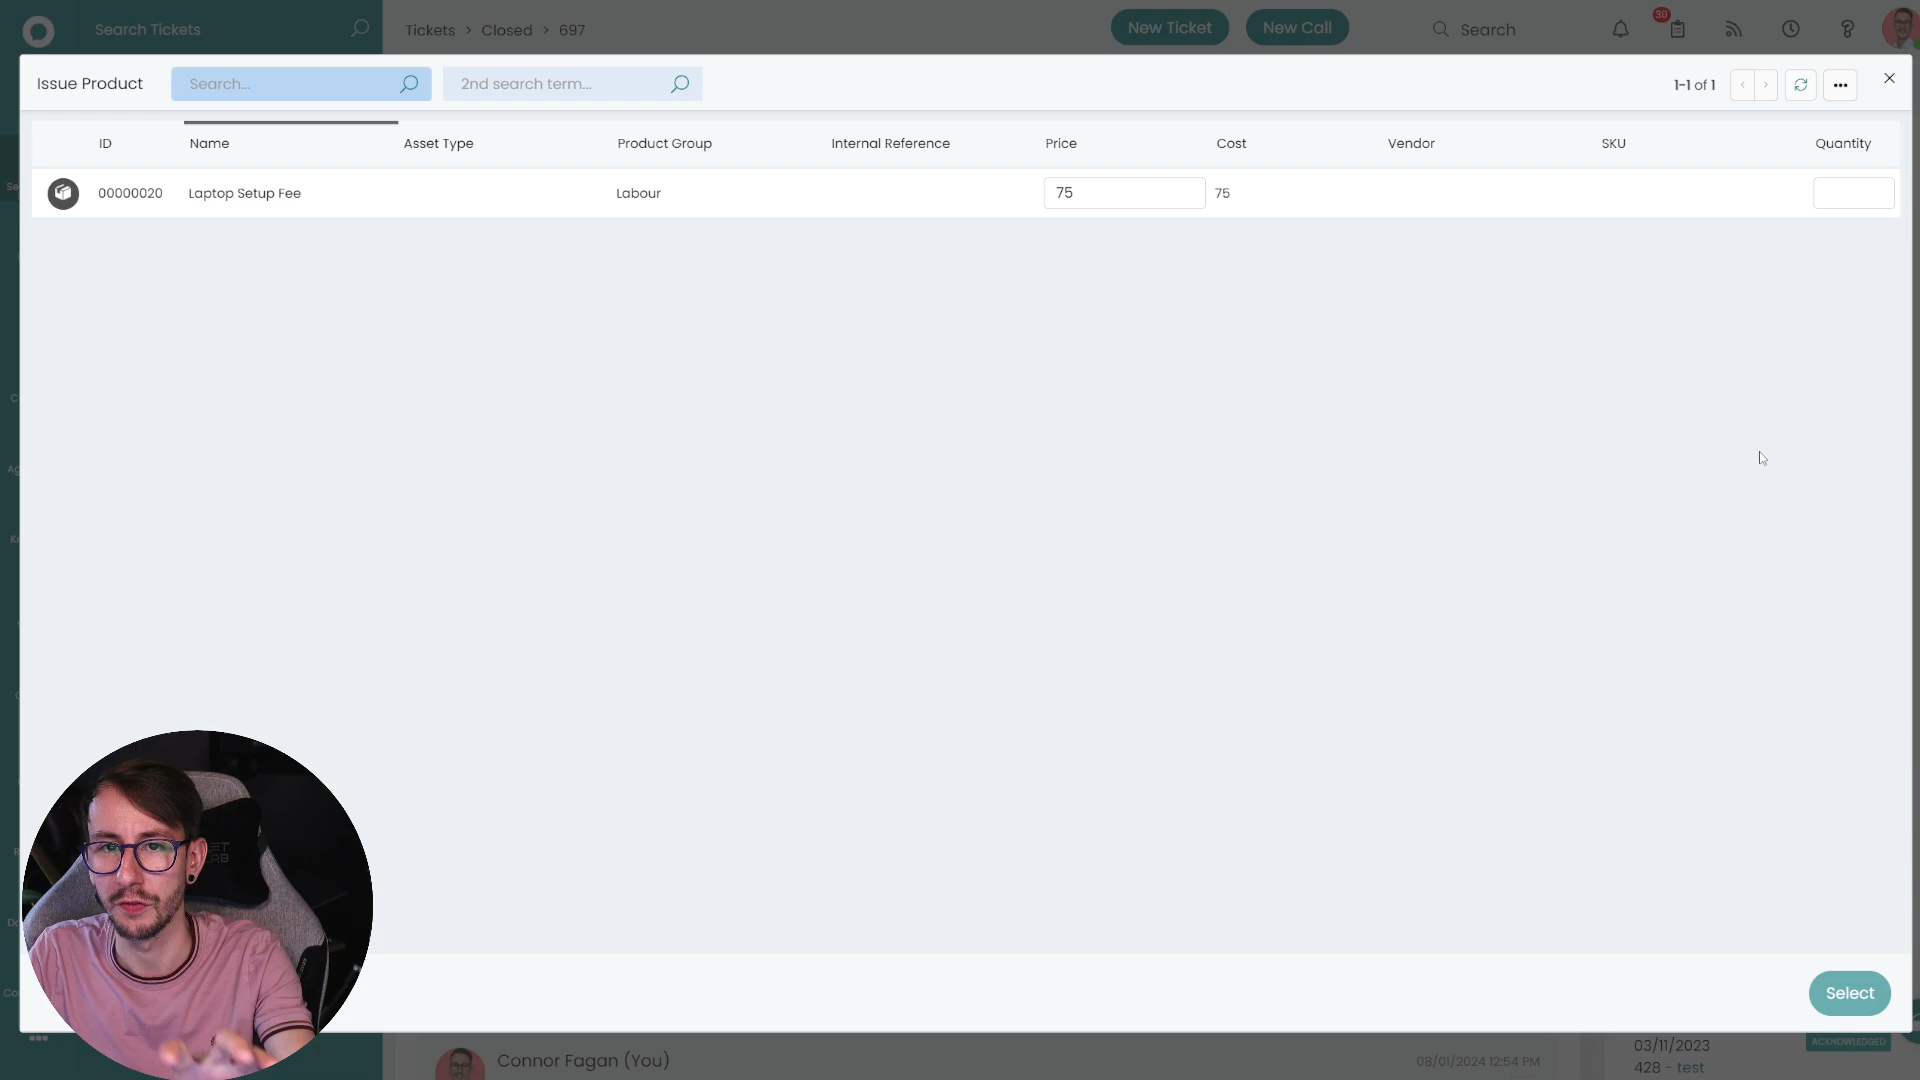 Search Tickets
Tickets > Closed > 697
New Ticket
New Call
Search
30
Issue Product
Search...
2nd search term...
1-1 of 1
ID
Name
Asset Type
Product Group
Internal Reference
Price
Cost
Vendor
SKU
Quantity
00000020
Laptop Setup Fee
Labour
75
75
Select
Connor Fagan (You)
08/01/2024 12:54 PM
03/11/2023
ACKNOWLEDGED
428 - test